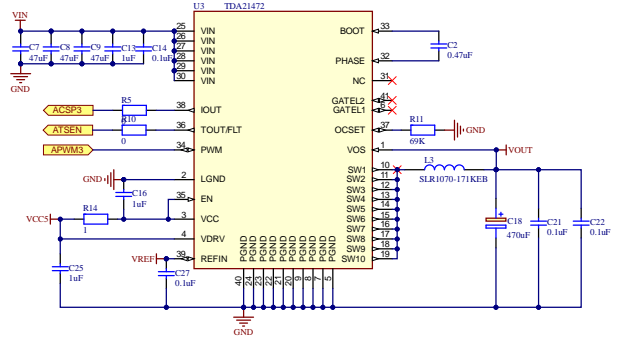 U3 TDA21472
VIN
C7
47uF
C8
47uF
C9
47uF
C13
1uF
C14
0.1uF
GND
25 VIN
26 VIN
27 VIN
28 VIN
29 VIN
30 VIN
ACSP3 R5 38 IOUT
ATSEN R10 0 36 TOUT/FLT
APWM3 34 PWM
GND 2 LGND
C16
1uF
35 EN
VCC5 R14 1 3 VCC
4 VDRV
VREF 39 REFIN
C25
1uF
C27
0.1uF
BOOT 33
C2
0.47uF
PHASE 32
NC 31
GATEL2 41
GATEL1 6
OCSET 37 R11 69K GND
VOS 1 VOUT
SW1 10
SW2 11
SW3 12
SW4 13
SW5 14
SW6 15
SW7 16
SW8 17
SW9 18
SW10 19
L3
SLR1070-171KEB
C18
470uF
C21
0.1uF
C22
0.1uF
PGND PGND PGND PGND PGND PGND PGND PGND PGND PGND
40 24 23 22 21 20 9 8 7 5
GND